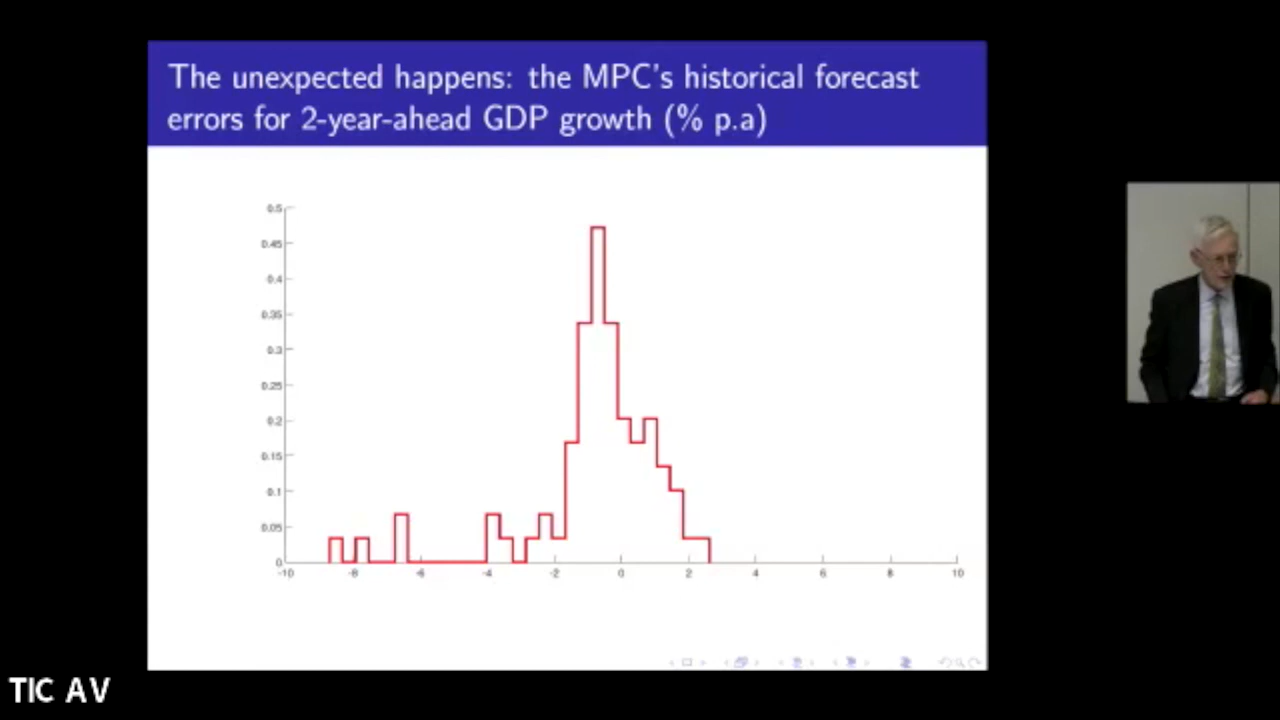 The unexpected happens: the MPC's historical forecast
errors for 2-year-ahead GDP growth (% p.a)
0.5
0.45
0.4
0.35
0.3
0.25
0.2
0.15
0.1
0.05
0
-10 -8 -6 -4 -2 0 2 4 6 8 10
TIC AV